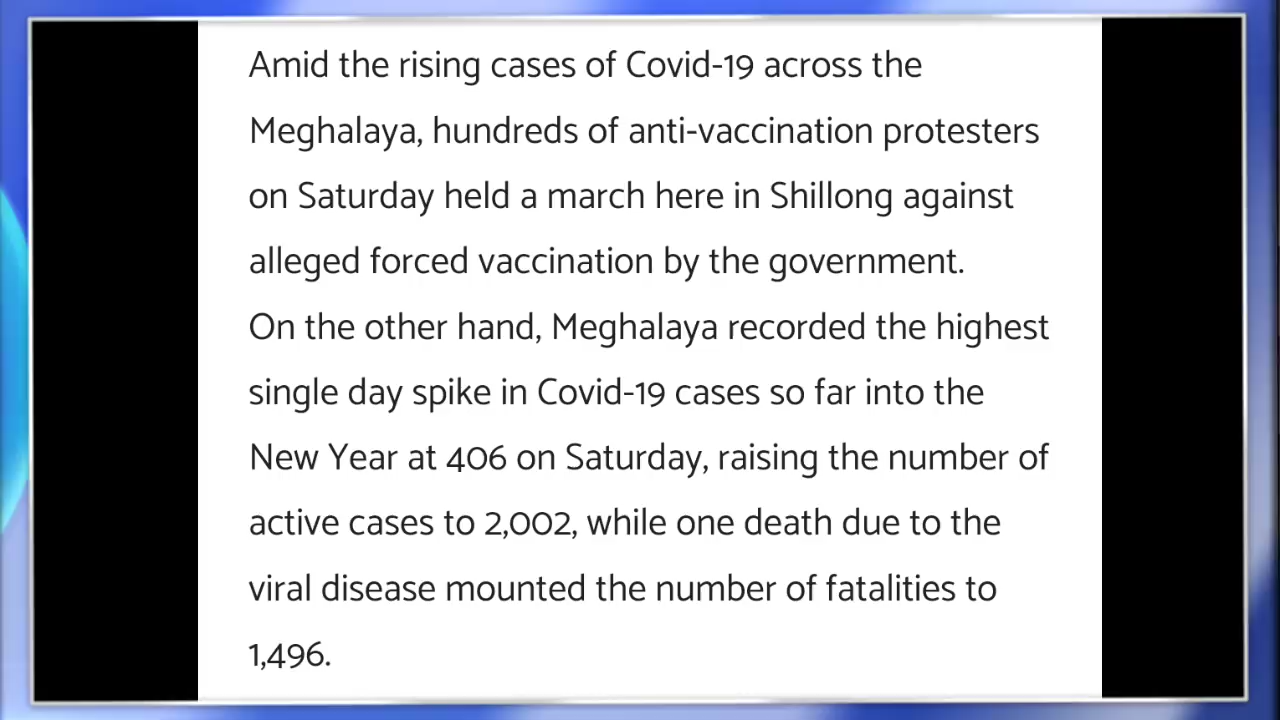 Amid the rising cases of Covid-19 across the
Meghalaya, hundreds of anti-vaccination protesters
on Saturday held a march here in Shillong against
alleged forced vaccination by the government.
On the other hand, Meghalaya recorded the highest
single day spike in Covid-19 cases so far into the
New Year at 406 on Saturday, raising the number of
active cases to 2,002, while one death due to the
viral disease mounted the number of fatalities to
1,496.